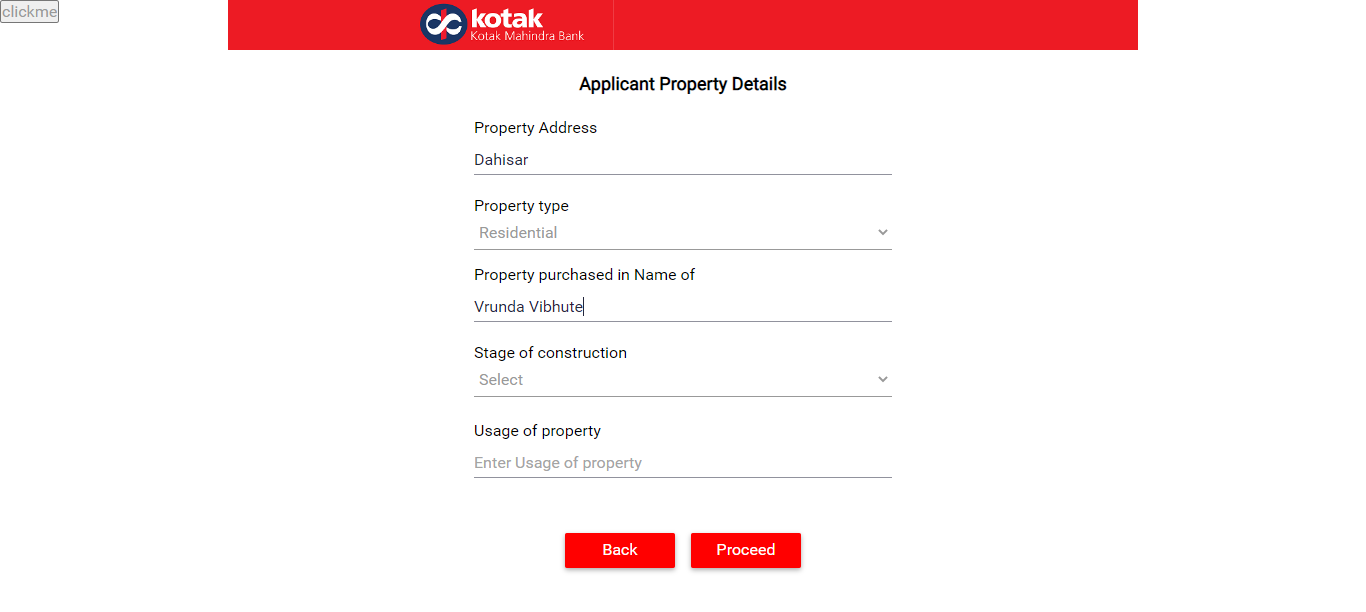 clickme
kotak
Kotak Mahindra Bank
Applicant Property Details
Property Address
Dahisar
Property type
Residential
Property purchased in Name of
Vrunda Vibhute
Stage of construction
Select
Usage of property
Enter Usage of property
Back
Proceed